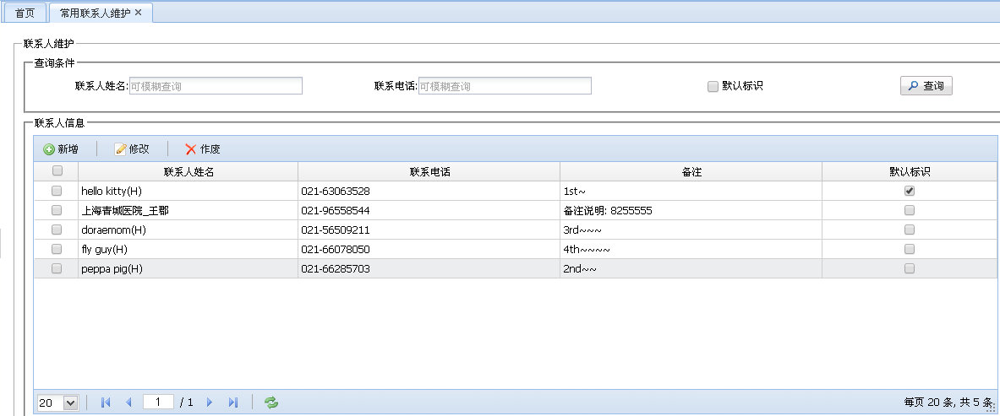 首页 常用联系人维护
联系人维护
查询条件
联系人姓名: 可模糊查询 联系电话: 可模糊查询 默认标识 查询
联系人信息
新增 修改 作废
联系人姓名 联系电话 备注 默认标识
hello kitty(H) 021-63063528 1st~
上海青城医院_王郡 021-96558544 备注说明: 8255555
doraemom(H) 021-56509211 3rd~~~
fly guy(H) 021-66078050 4th~~~~
peppa pig(H) 021-66285703 2nd~~
20 1 / 1 每页 20 条, 共 5 条